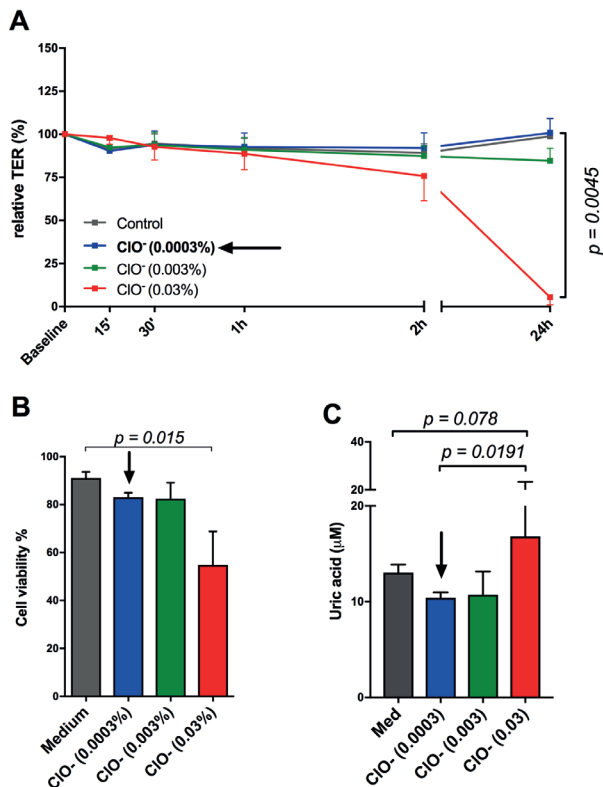 A
150
125
100
75
50
25
0
relative TER (%)
Control
ClO⁻ (0.0003%)
ClO⁻ (0.003%)
ClO⁻ (0.03%)
p = 0.0045
Baseline
15'
30'
1h
2h
24h
B
p = 0.015
100
80
60
40
20
0
Cell viability %
Medium
ClO- (0.0003%)
ClO- (0.003%)
ClO- (0.03%)
C
p = 0.078
p = 0.0191
40
20
20
10
0
Uric acid (μM)
Med
ClO- (0.0003)
ClO- (0.003)
ClO- (0.03)